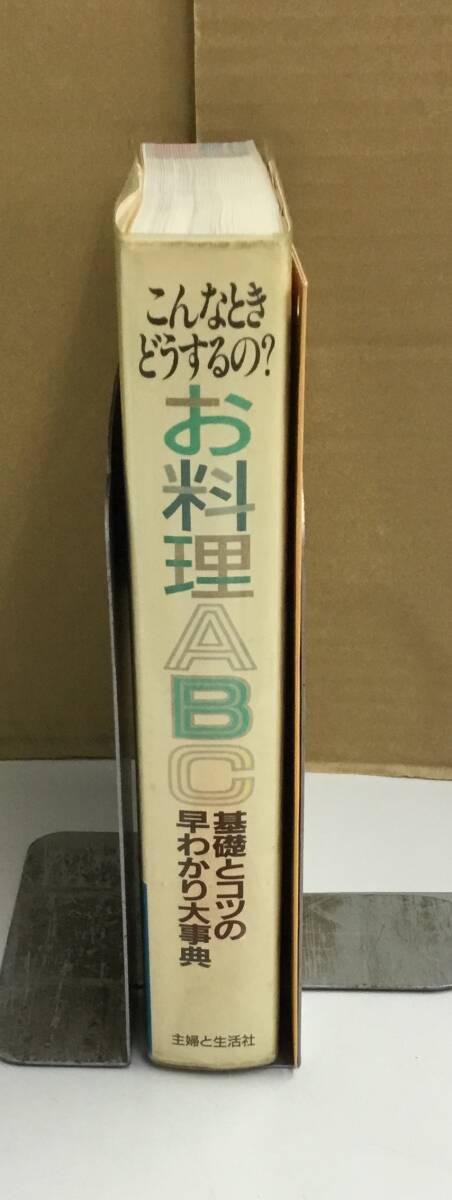 こんなとき
どうするの?
お料理ABC
基礎とコツの
早わかり大事典
主婦と生活社